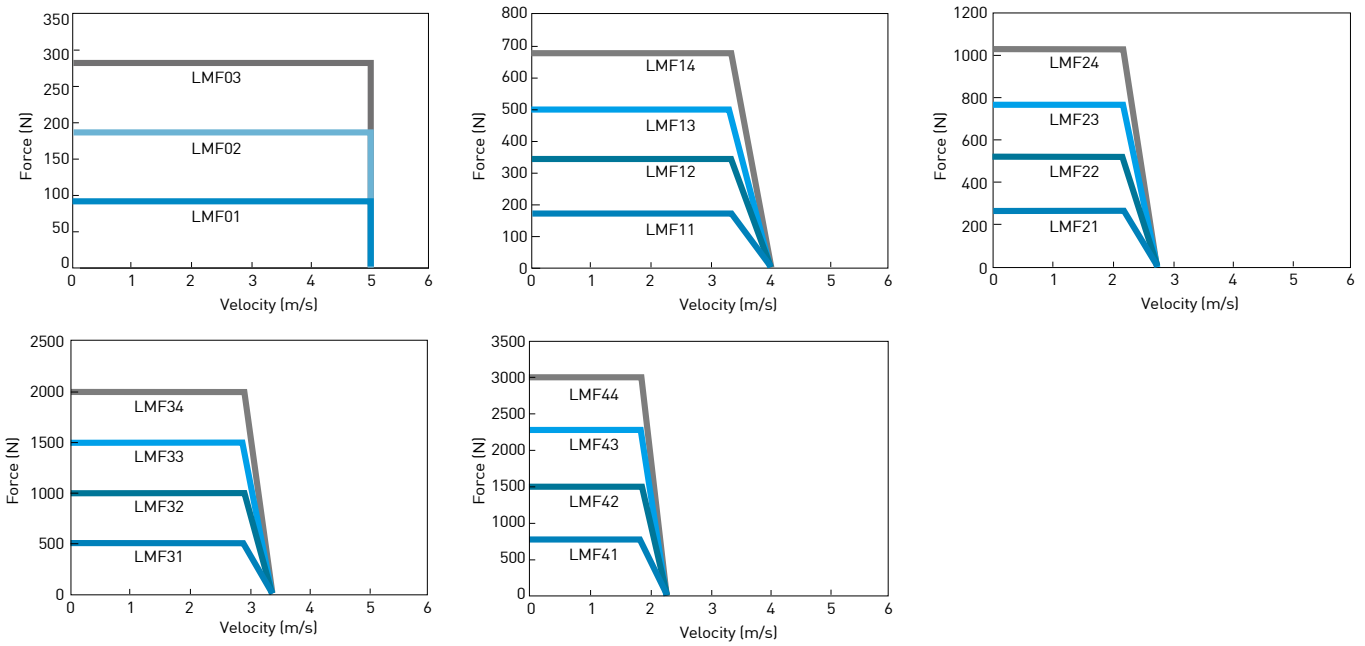 350
300
250
200
150
100
50
0
Force (N)
LMF03
LMF02
LMF01
0 1 2 3 4 5 6
Velocity (m/s)
800
700
600
500
400
300
200
100
0
Force (N)
LMF14
LMF13
LMF12
LMF11
0 1 2 3 4 5 6
Velocity (m/s)
1200
1000
800
600
400
200
0
Force (N)
LMF24
LMF23
LMF22
LMF21
0 1 2 3 4 5 6
Velocity (m/s)
2500
2000
1500
1000
500
0
Force (N)
LMF34
LMF33
LMF32
LMF31
0 1 2 3 4 5 6
Velocity (m/s)
3500
3000
2500
2000
1500
1000
500
0
Force (N)
LMF44
LMF43
LMF42
LMF41
0 1 2 3 4 5 6
Velocity (m/s)